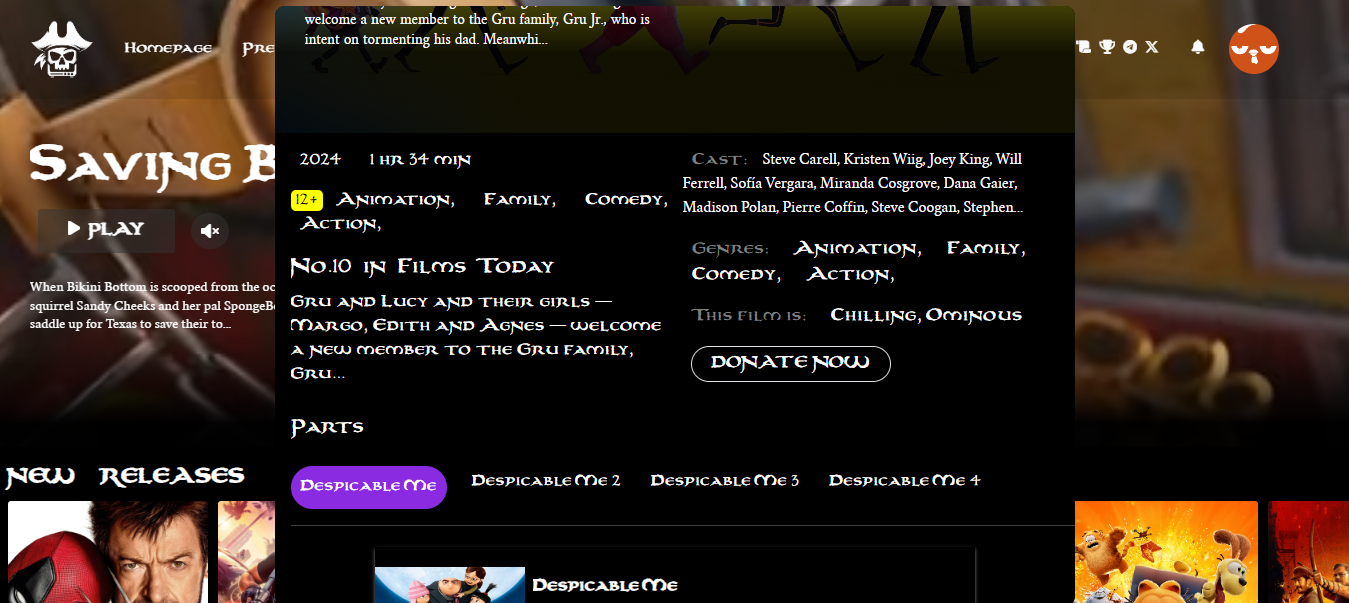 welcome a new member to the Gru family, Gru Jr., who is
intent on tormenting his dad. Meanwhi...
Homepage Pre
Saving B
PLAY
When Bikini Bottom is scooped from the oc
squirrel Sandy Cheeks and her pal SpongeB
saddle up for Texas to save their to...
2024 1 hr 34 min
12+ Animation, Family, Comedy,
Action,
No.10 in Films Today
Gru and Lucy and their girls —
Margo, Edith and Agnes — welcome
a new member to the Gru family,
Gru...
Cast: Steve Carell, Kristen Wiig, Joey King, Will
Ferrell, Sofía Vergara, Miranda Cosgrove, Dana Gaier,
Madison Polan, Pierre Coffin, Steve Coogan, Stephen...
Genres: Animation, Family,
Comedy, Action,
This film is: Chilling, Ominous
DONATE NOW
Parts
Despicable Me Despicable Me 2 Despicable Me 3 Despicable Me 4
New Releases
Despicable Me